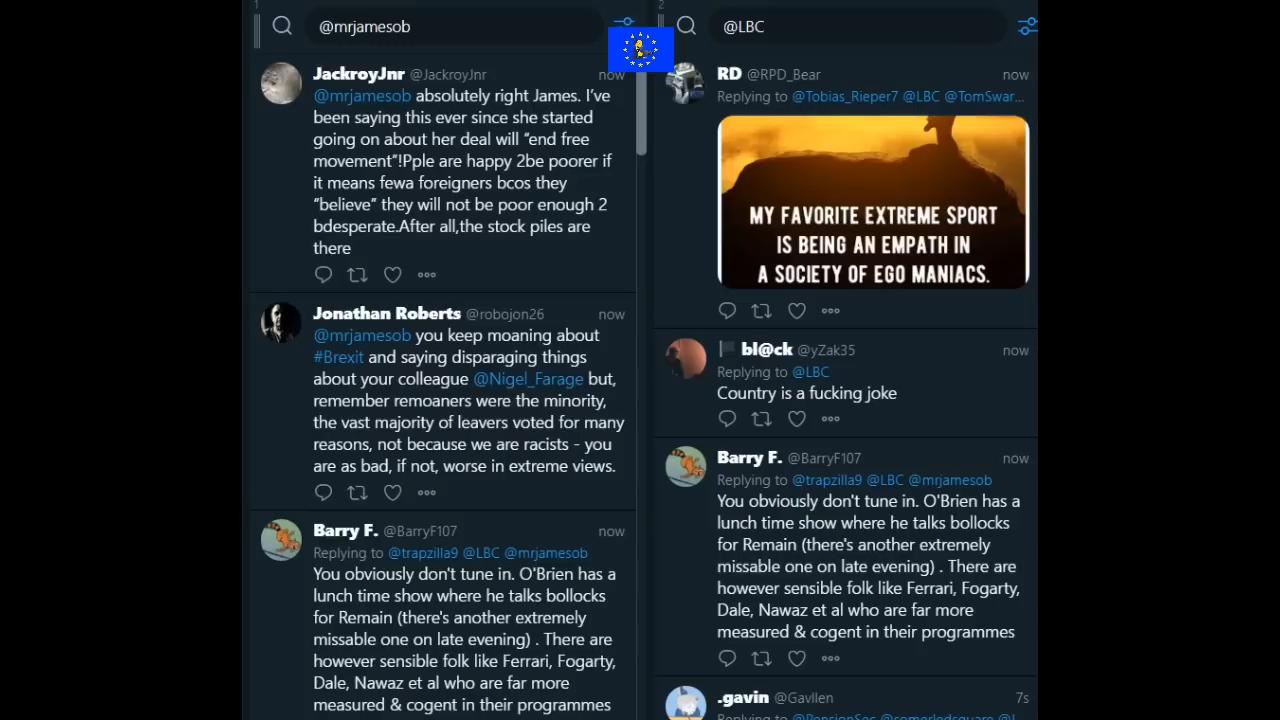 1
@mrjamesob
JackroyJnr @JackroyJnr now
@mrjamesob absolutely right James. I've
been saying this ever since she started
going on about her deal will “end free
movement”!Pple are happy 2be poorer if
it means fewa foreigners bcos they
“believe” they will not be poor enough 2
bdesperate.After all,the stock piles are
there
Jonathan Roberts @robojon26 now
@mrjamesob you keep moaning about
#Brexit and saying disparaging things
about your colleague @Nigel_Farage but,
remember remoaners were the minority,
the vast majority of leavers voted for many
reasons, not because we are racists - you
are as bad, if not, worse in extreme views.
Barry F. @BarryF107 now
Replying to @trapzilla9 @LBC @mrjamesob
You obviously don't tune in. O'Brien has a
lunch time show where he talks bollocks
for Remain (there's another extremely
missable one on late evening) . There are
however sensible folk like Ferrari, Fogarty,
Dale, Nawaz et al who are far more
measured & cogent in their programmes
2
@LBC
RD @RPD_Bear now
Replying to @Tobias_Rieper7 @LBC @TomSwar...
MY FAVORITE EXTREME SPORT
IS BEING AN EMPATH IN
A SOCIETY OF EGO MANIACS.
bl@ck @yZak35 now
Replying to @LBC
Country is a fucking joke
Barry F. @BarryF107 now
Replying to @trapzilla9 @LBC @mrjamesob
You obviously don't tune in. O'Brien has a
lunch time show where he talks bollocks
for Remain (there's another extremely
missable one on late evening) . There are
however sensible folk like Ferrari, Fogarty,
Dale, Nawaz et al who are far more
measured & cogent in their programmes
.gavin @Gavllen 7s
Replying to @PensionSec @somerledsquare @L